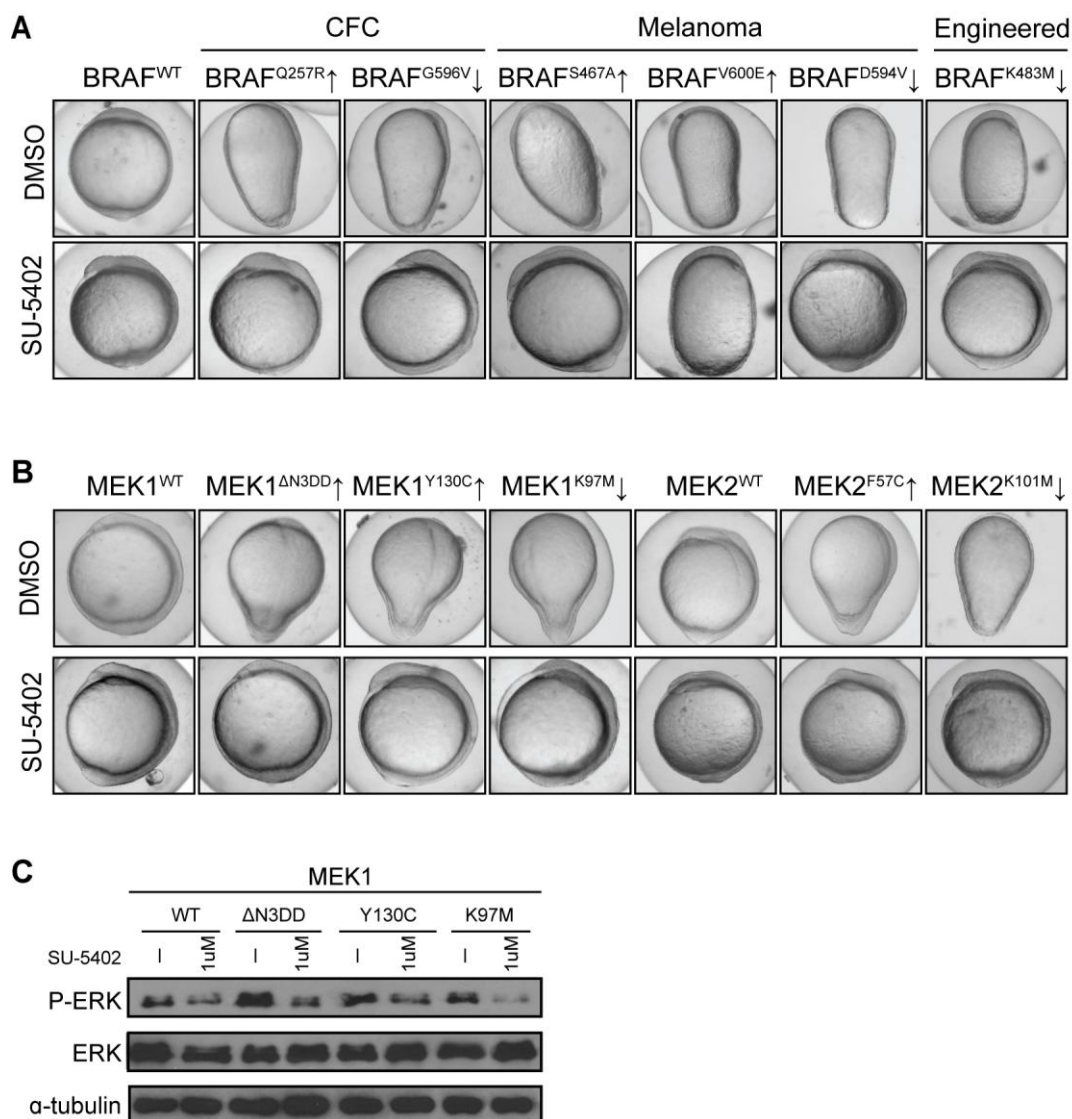 A
CFC Melanoma Engineered
BRAFWT BRAFQ257R↑ BRAFG596V↓ BRAFS467A↑ BRAFV600E↑ BRAFD594V↓ BRAFK483M↓
DMSO
SU-5402
B
MEK1WT MEK1ΔN3DD↑ MEK1Y130C↑ MEK1K97M↓ MEK2WT MEK2F57C↑ MEK2K101M↓
DMSO
SU-5402
C
MEK1
WT ΔN3DD Y130C K97M
SU-5402 – 1uM – 1uM – 1uM – 1uM
P-ERK
ERK
α-tubulin